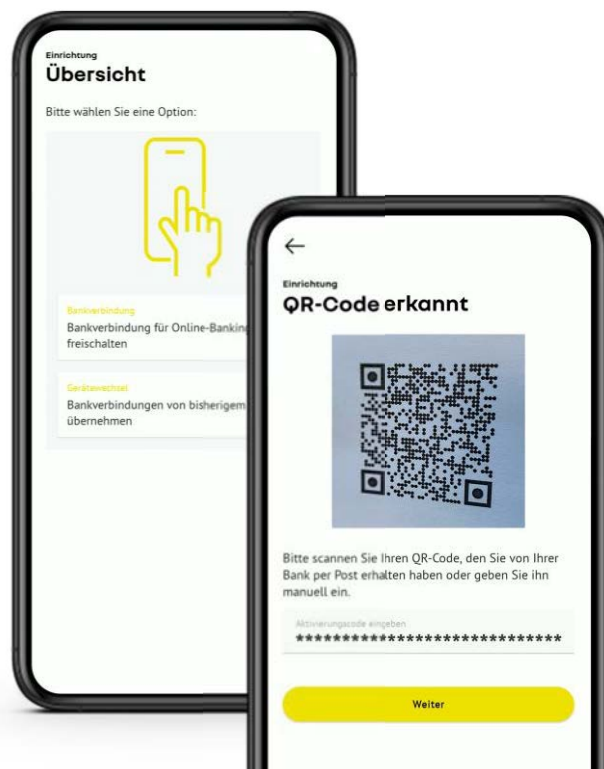 Einrichtung
Übersicht
Bitte wählen Sie eine Option:
Bankverbindung
Bankverbindung für Online-Banking
freischalten
Gerätewechsel
Bankverbindungen von bisherigem
übernehmen
Einrichtung
QR-Code erkannt
Bitte scannen Sie Ihren QR-Code, den Sie von Ihrer
Bank per Post erhalten haben oder geben Sie ihn
manuell ein.
Aktivierungscode eingeben
*****************************
Weiter